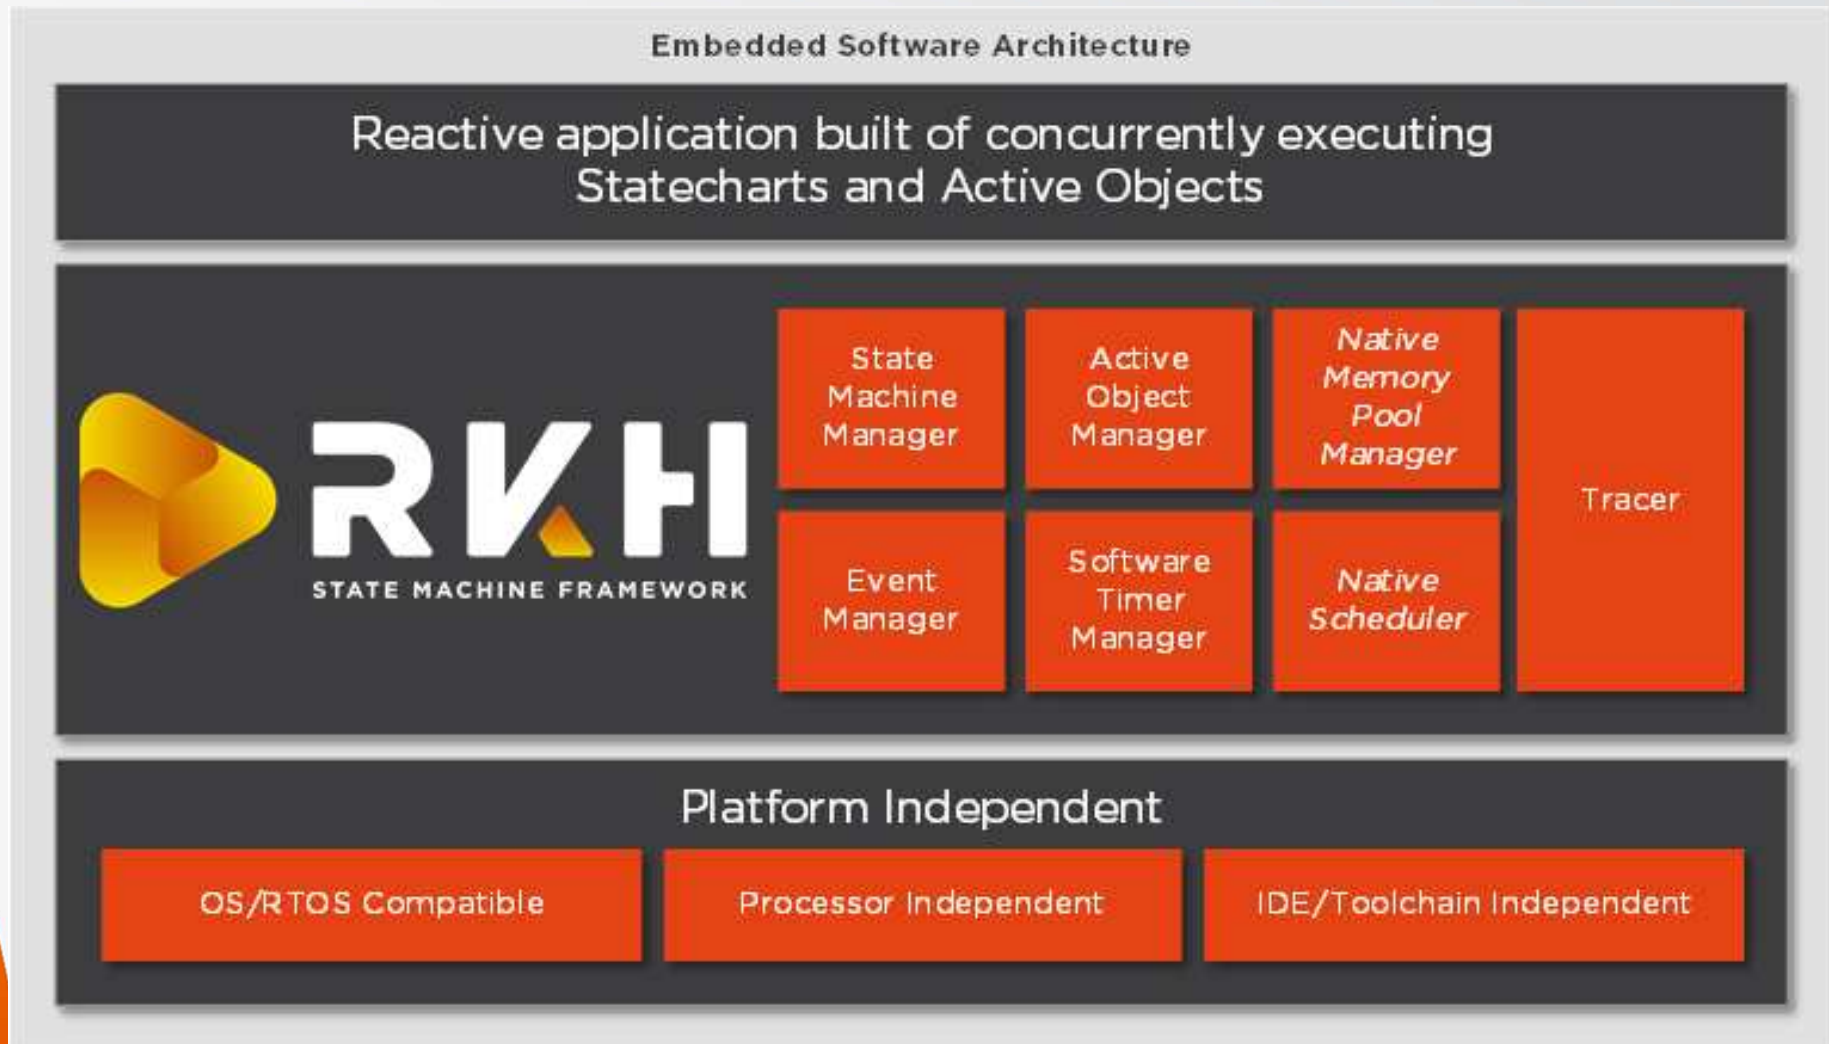 Embedded Software Architecture
Reactive application built of concurrently executing
Statecharts and Active Objects
RKH
STATE MACHINE FRAMEWORK
State
Machine
Manager
Active
Object
Manager
Native
Memory
Pool
Manager
Tracer
Event
Manager
Software
Timer
Manager
Native
Scheduler
Platform Independent
OS/RTOS Compatible
Processor Independent
IDE/Toolchain Independent